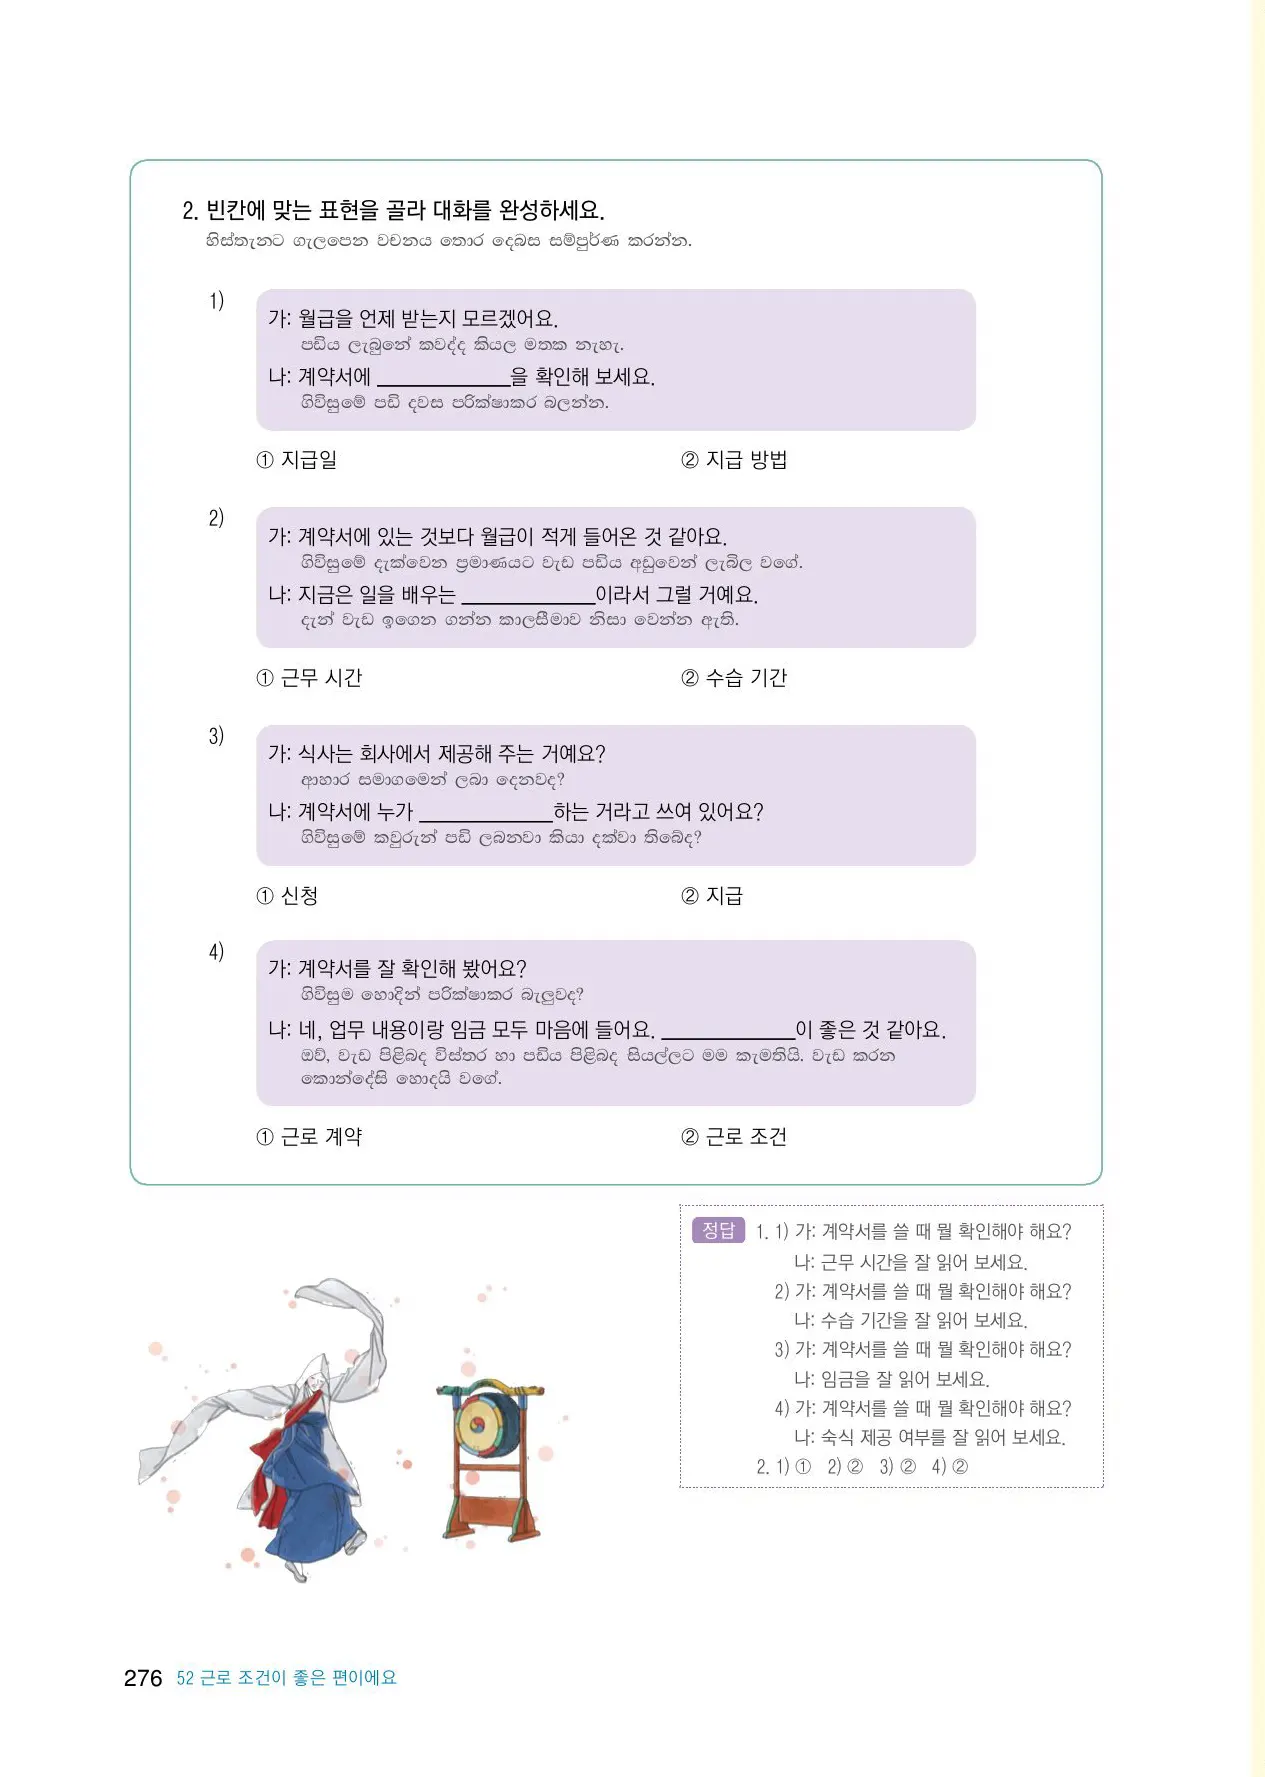 2. 빈칸에 맞는 표현을 골라 대화를 완성하세요.
හිස්තැනට ගැලපෙන වචනය තොර දෙබස සම්පූර්ණ කරන්න.
1)
가: 월급을 언제 받는지 모르겠어요.
පඩිය ලැබුනේ කවද්ද කියල මතක නැහැ.
나: 계약서에 ____________을 확인해 보세요.
ගිවිසුමේ පඩි දවස පරික්ෂාකර බලන්න.
① 지급일 ② 지급 방법
2)
가: 계약서에 있는 것보다 월급이 적게 들어온 것 같아요.
ගිවිසුමේ දැක්වෙන ප්‍රමාණයට වැඩ පඩිය අඩුවෙන් ලැබිල වගේ.
나: 지금은 일을 배우는 ____________이라서 그럴 거예요.
දැන් වැඩ ඉගෙන ගන්න කාලසීමාව නිසා වෙන්න ඇති.
① 근무 시간 ② 수습 기간
3)
가: 식사는 회사에서 제공해 주는 거예요?
ආහාර සමාගමෙන් ලබා දෙනවද?
나: 계약서에 누가 ____________하는 거라고 쓰여 있어요?
ගිවිසුමේ කවුරුන් පඩි ලබනවා කියා දක්වා තිබේද?
① 신청 ② 지급
4)
가: 계약서를 잘 확인해 봤어요?
ගිවිසුම හොදින් පරික්ෂාකර බැලුවද?
나: 네, 업무 내용이랑 임금 모두 마음에 들어요. ____________이 좋은 것 같아요.
ඔව්, වැඩ පිළිබද විස්තර හා පඩිය පිළිබද සියල්ලට මම කැමතියි. වැඩ කරන
කොන්දේසි හොදයි වගේ.
① 근로 계약 ② 근로 조건
정답 1. 1) 가: 계약서를 쓸 때 뭘 확인해야 해요?
나: 근무 시간을 잘 읽어 보세요.
2) 가: 계약서를 쓸 때 뭘 확인해야 해요?
나: 수습 기간을 잘 읽어 보세요.
3) 가: 계약서를 쓸 때 뭘 확인해야 해요?
나: 임금을 잘 읽어 보세요.
4) 가: 계약서를 쓸 때 뭘 확인해야 해요?
나: 숙식 제공 여부를 잘 읽어 보세요.
2. 1) ① 2) ② 3) ② 4) ②
276 52 근로 조건이 좋은 편이에요